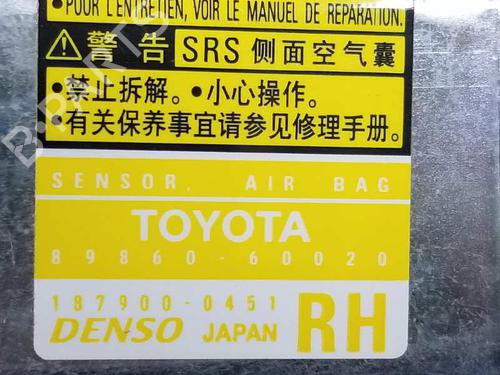 •POUR L'ENTRETIEN, VOIR LE MANUEL DE REPARATION.
警告 SRS 侧面空气囊
•禁止拆解。•小心操作。
•有关保养事宜请参见修理手册。
SENSOR, AIR BAG
TOYOTA
89860-60020
187900-0451
DENSO JAPAN RH
B-PARTS